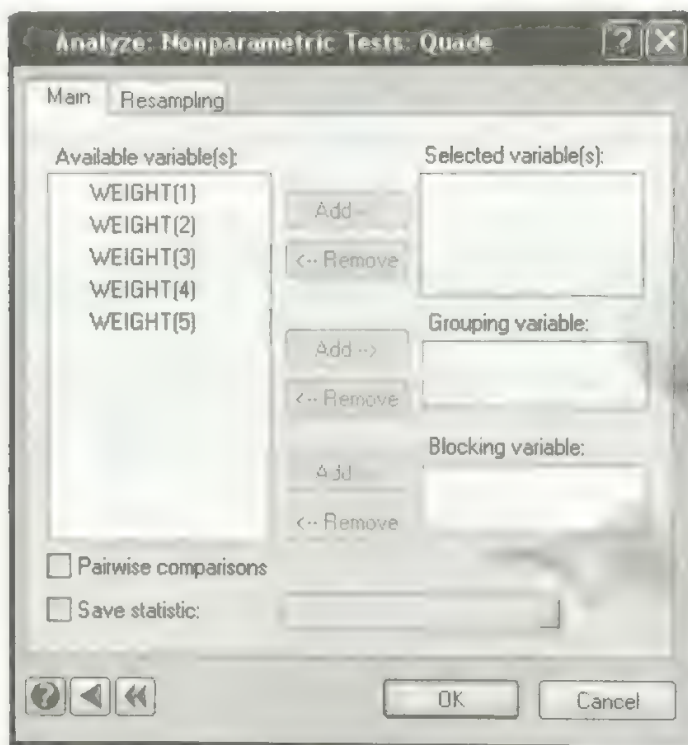 Analyze: Nonparametric Tests: Quade
Main
Resampling
Available variable(s):
WEIGHT(1)
WEIGHT(2)
WEIGHT(3)
WEIGHT(4)
WEIGHT(5)
Selected variable(s):
Add --
<-- Remove
Grouping variable:
Add -->
<-- Remove
Blocking variable:
Add
<-- Remove
Pairwise comparisons
Save statistic:
OK
Cancel